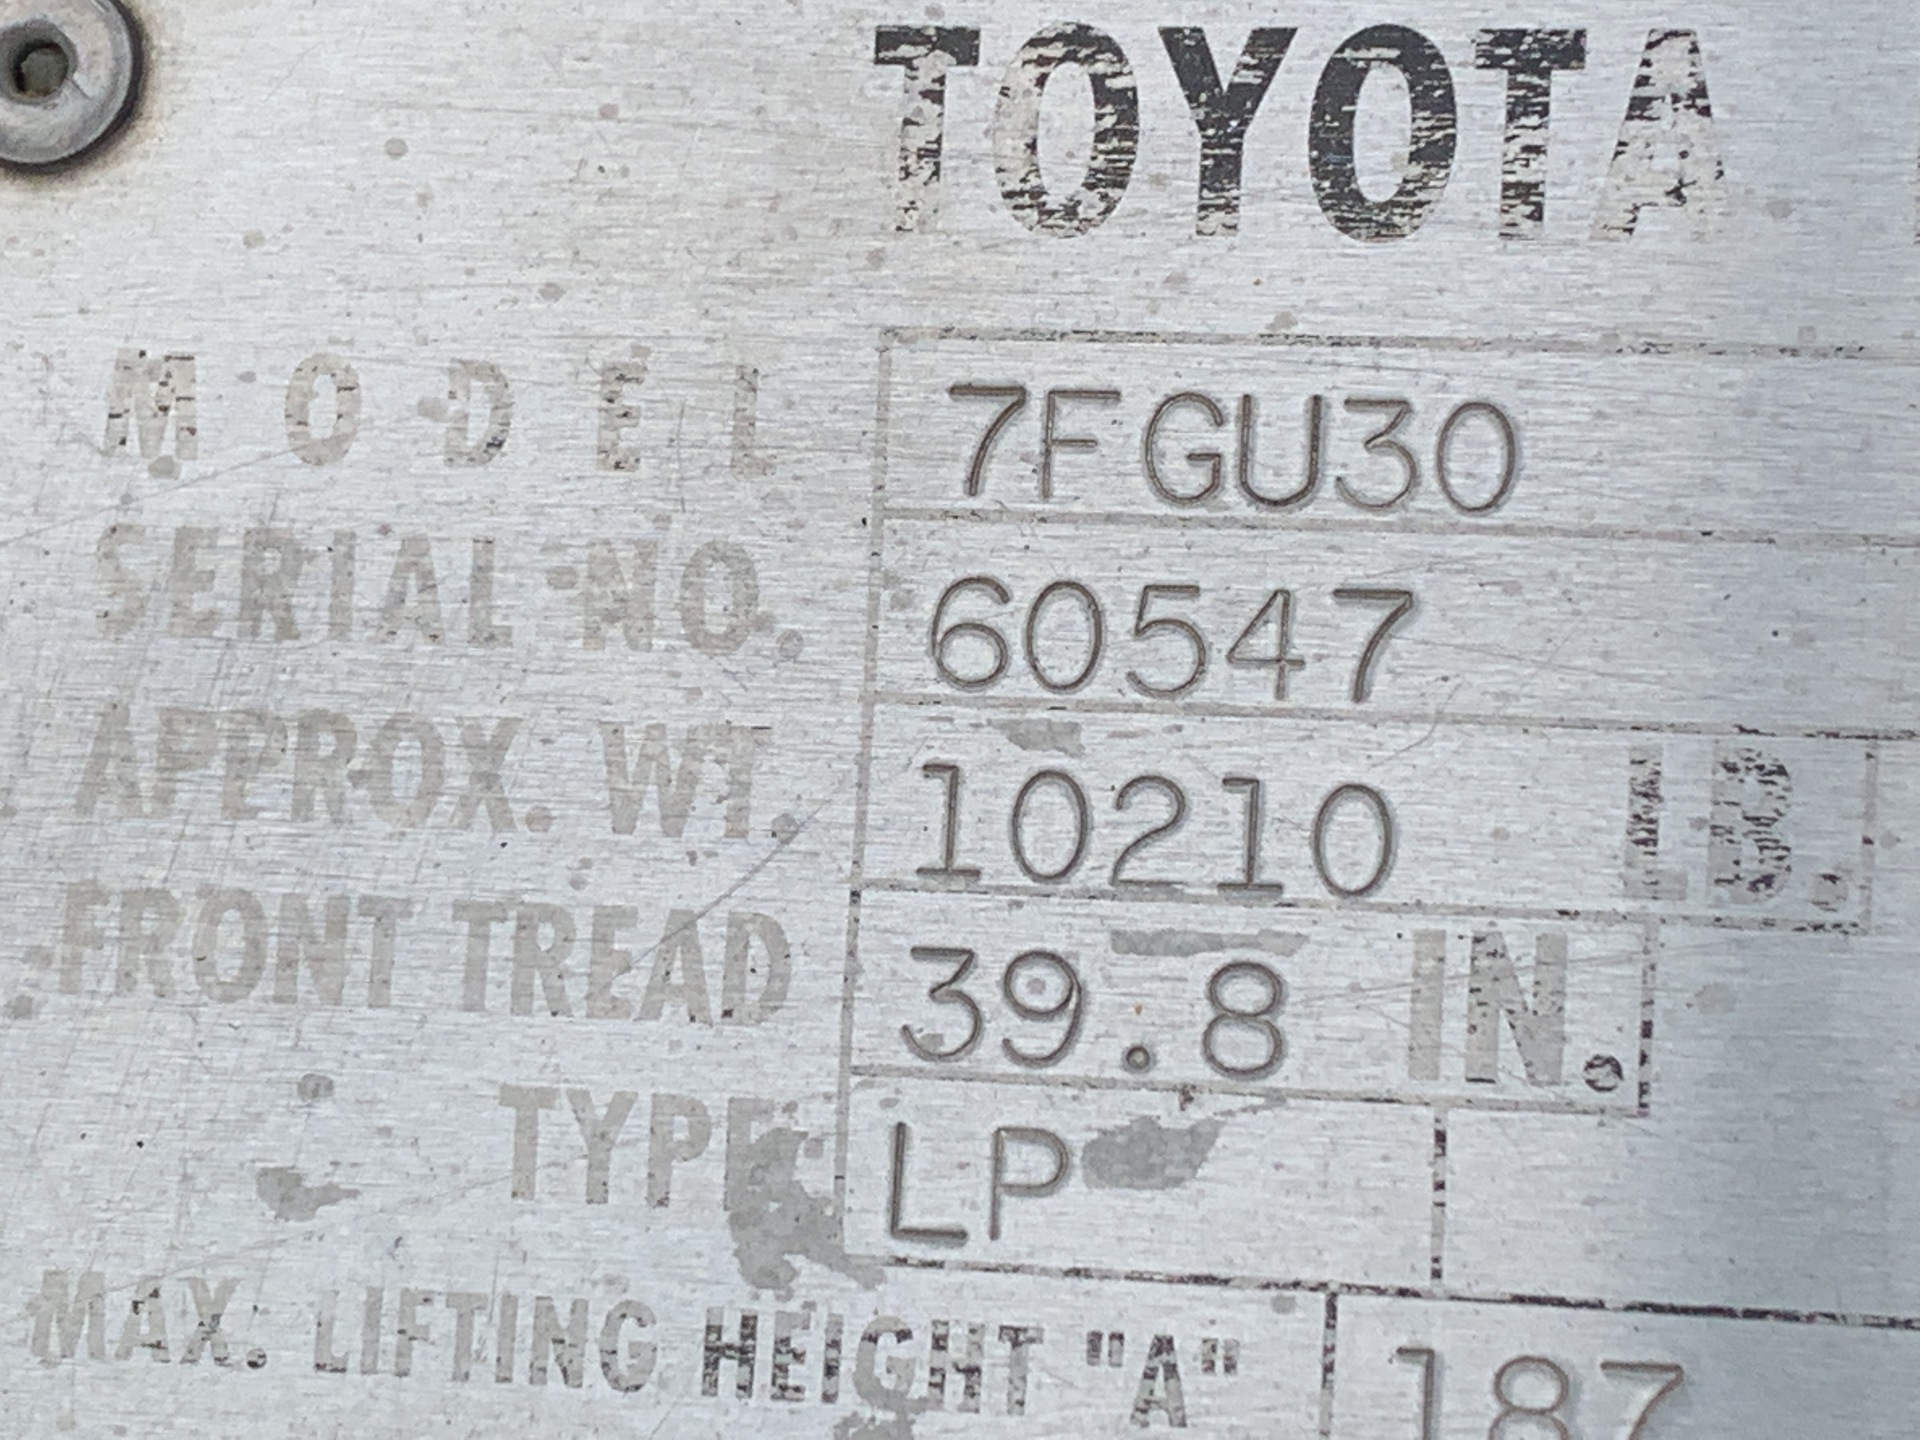 TOYOTA
MODEL 7FGU30
SERIAL NO. 60547
APPROX. WT. 10210 LB.
FRONT TREAD 39.8 IN.
TYPE LP
MAX. LIFTING HEIGHT "A" 187